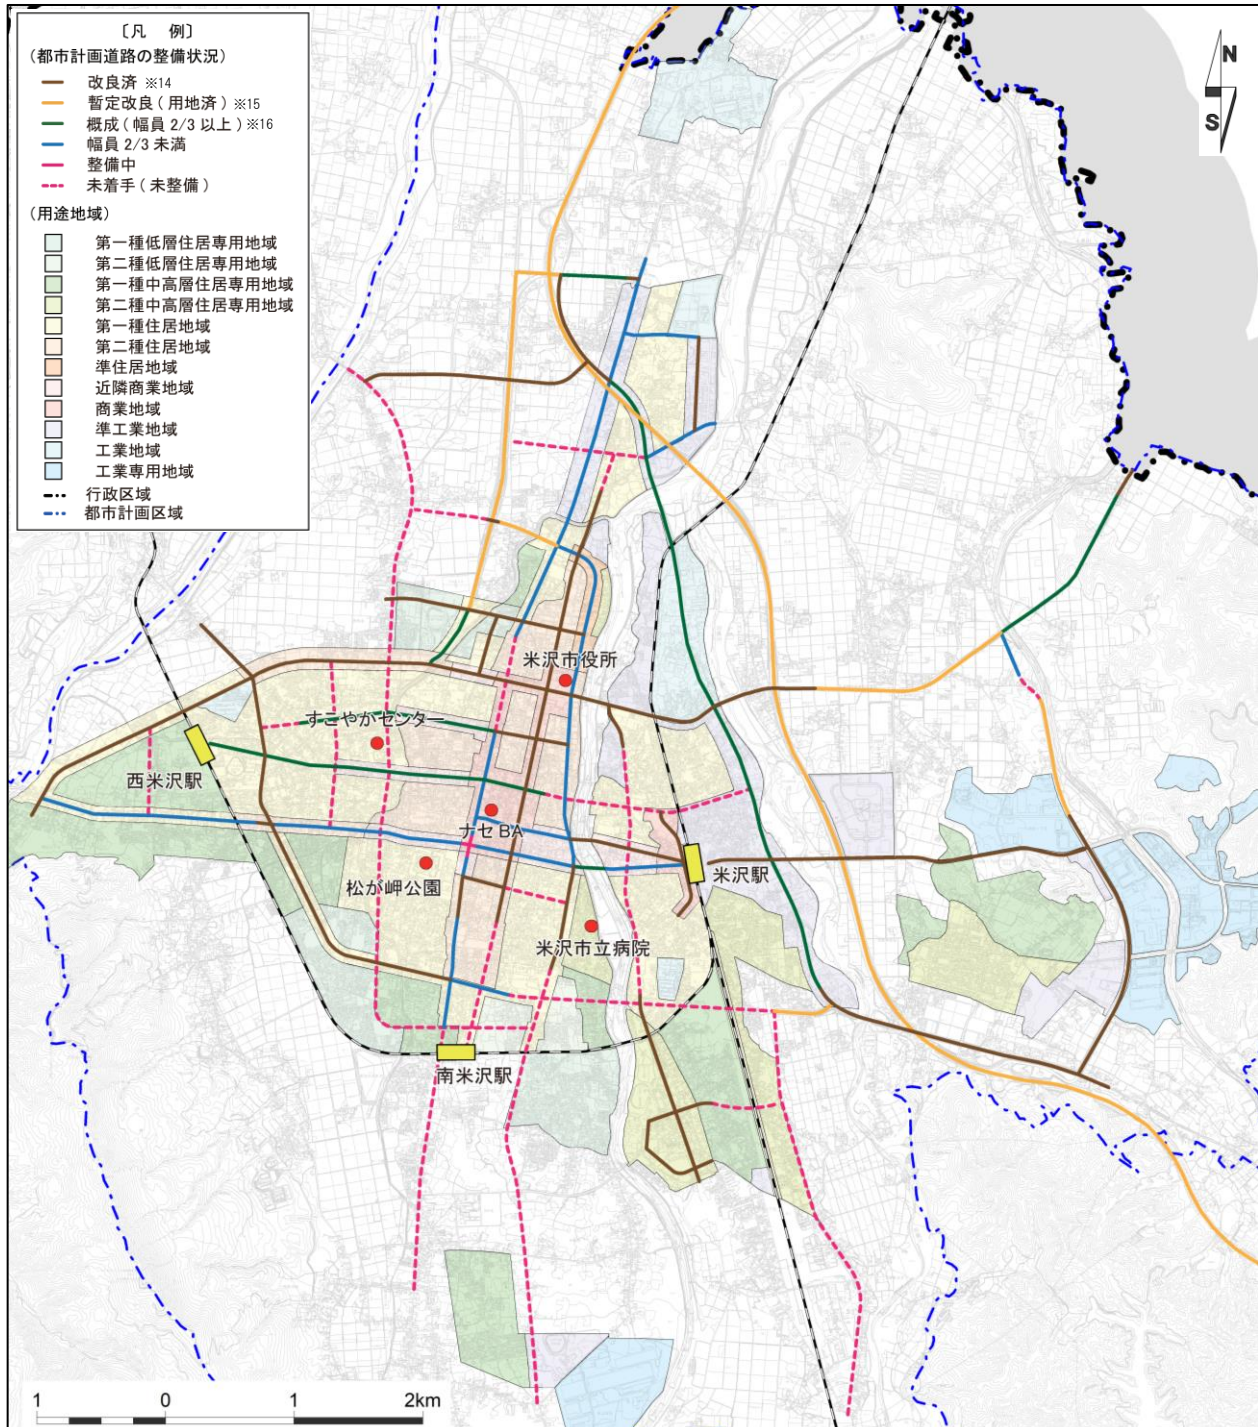 〔凡　例〕
(都市計画道路の整備状況)
改良済 ※14
暫定改良(用地済) ※15
概成(幅員 2/3 以上) ※16
幅員 2/3 未満
整備中
未着手(未整備)
(用途地域)
第一種低層住居専用地域
第二種低層住居専用地域
第一種中高層住居専用地域
第二種中高層住居専用地域
第一種住居地域
第二種住居地域
準住居地域
近隣商業地域
商業地域
準工業地域
工業地域
工業専用地域
行政区域
都市計画区域
N
S
米沢市役所
すこやかセンター
西米沢駅
ナセ BA
松が岬公園
米沢駅
米沢市立病院
南米沢駅
1 0 1 2km